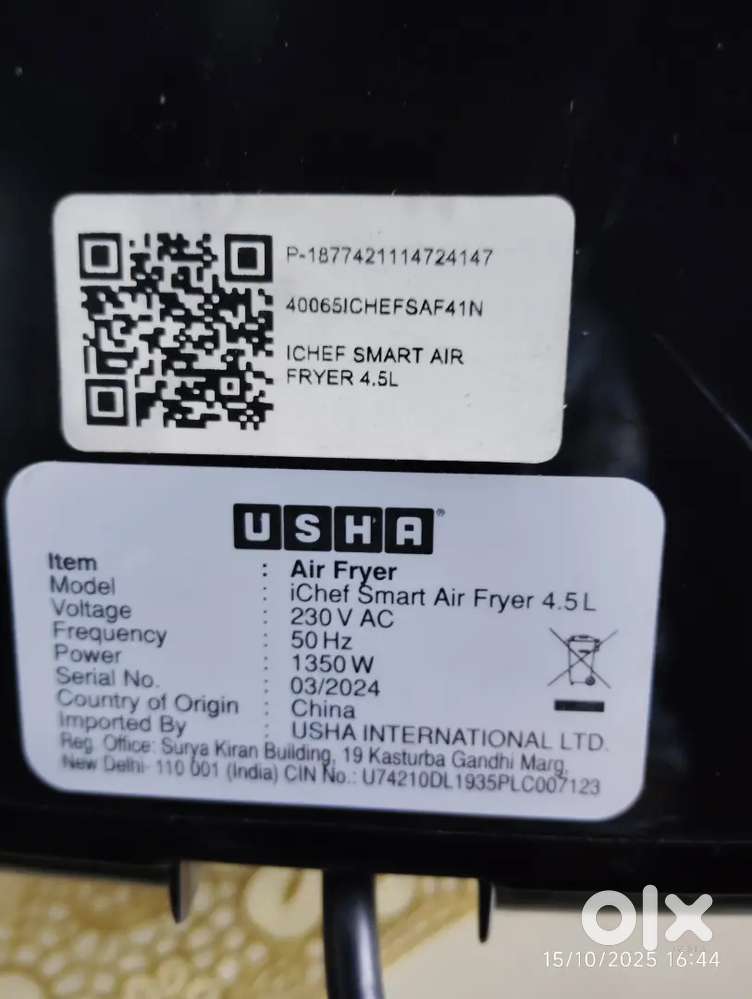 P-1877421114724147
40065ICHEFSAF41N
ICHEF SMART AIR
FRYER 4.5L
USHA®
Item : Air Fryer
Model : iChef Smart Air Fryer 4.5 L
Voltage : 230 V AC
Frequency : 50 Hz
Power : 1350 W
Serial No. : 03/2024
Country of Origin : China
Imported By : USHA INTERNATIONAL LTD.
Reg. Office: Surya Kiran Building, 19 Kasturba Gandhi Marg,
New Delhi- 110 001 (India) CIN No.: U74210DL1935PLC007123
olx
15/10/2025 16:44